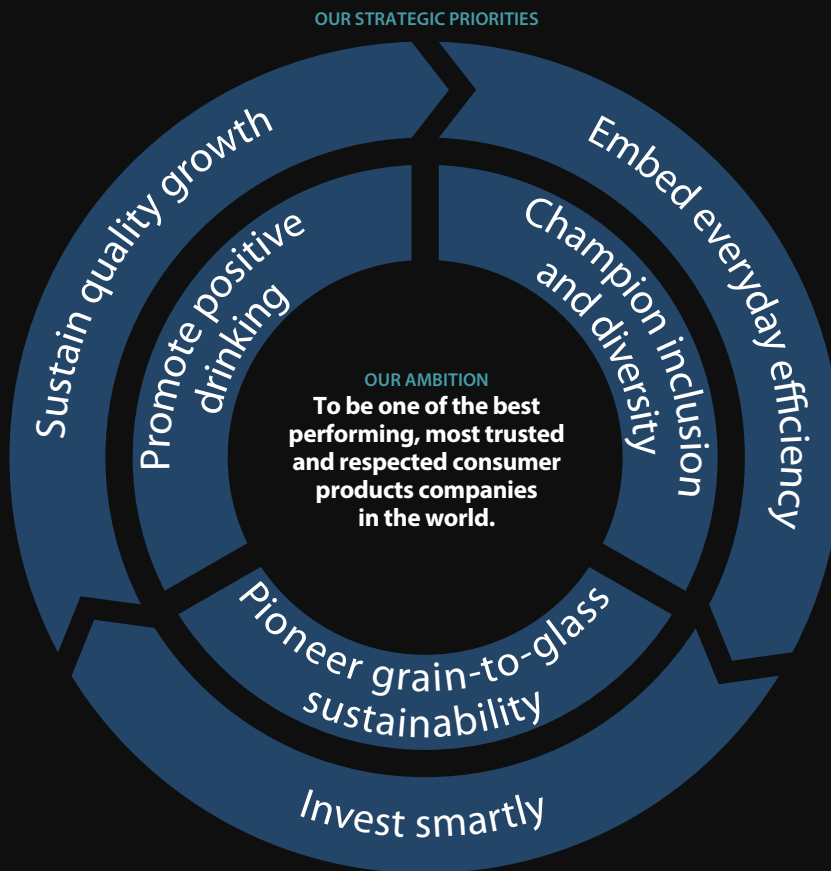 OUR STRATEGIC PRIORITIES
Sustain quality growth
Embed everyday efficiency
Invest smartly
Promote positive
drinking
Champion inclusion
and diversity
Pioneer grain-to-glass
sustainability
OUR AMBITION
To be one of the best
performing, most trusted
and respected consumer
products companies
in the world.